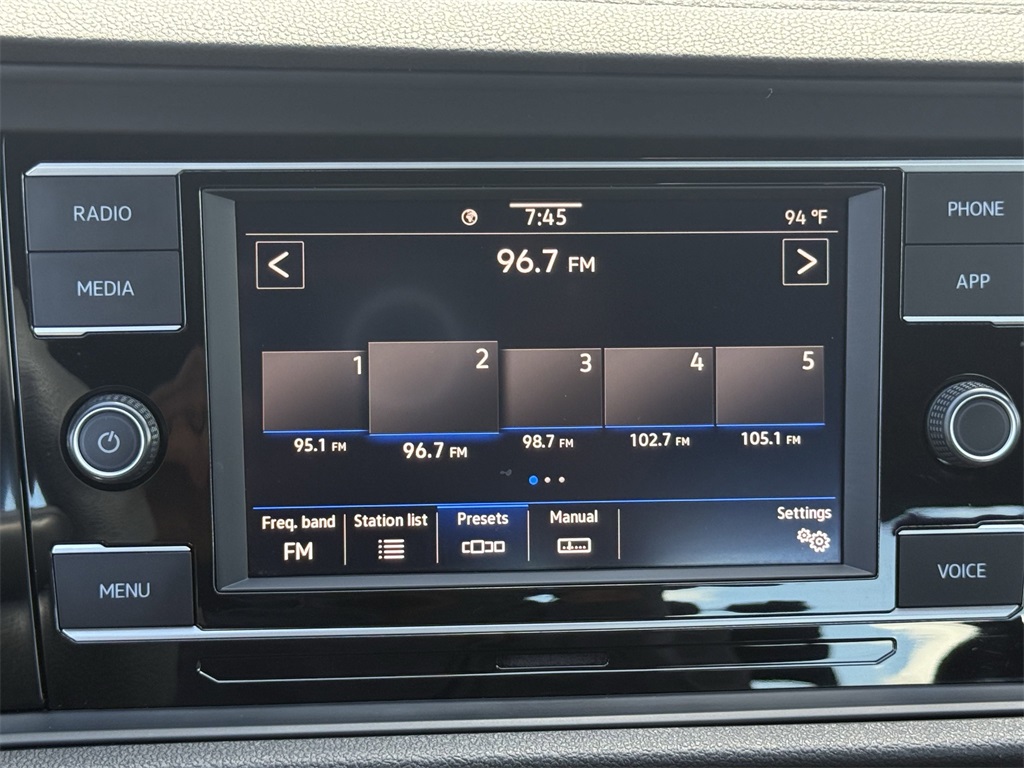 RADIO
MEDIA
MENU
7:45
94 °F
<
96.7 FM
>
1
2
3
4
5
95.1 FM
96.7 FM
98.7 FM
102.7 FM
105.1 FM
Freq. band
FM
Station list
Presets
Manual
Settings
PHONE
APP
VOICE